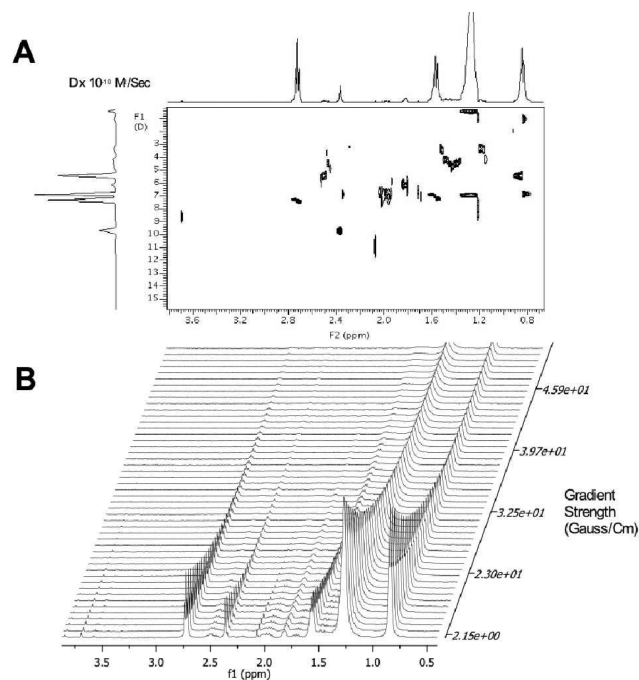 A
Dx 10⁻¹⁰ M²/Sec
F1
(D)
3
4
5
6
7
8
9
10
11
12
13
14
15
3.6 3.2 2.8 2.4 2.0 1.6 1.2 0.8
F2 (ppm)
B
4.59e+01
3.97e+01
3.25e+01
2.30e+01
2.15e+00
Gradient
Strength
(Gauss/Cm)
3.5 3.0 2.5 2.0 1.5 1.0 0.5
f1 (ppm)